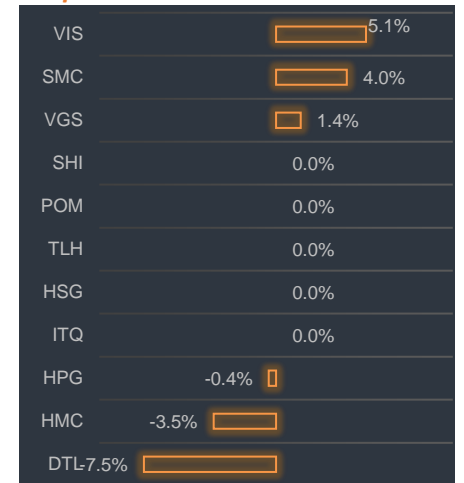 VIS 5.1%
SMC 4.0%
VGS 1.4%
SHI 0.0%
POM 0.0%
TLH 0.0%
HSG 0.0%
ITQ 0.0%
HPG -0.4%
HMC -3.5%
DTL -7.5%